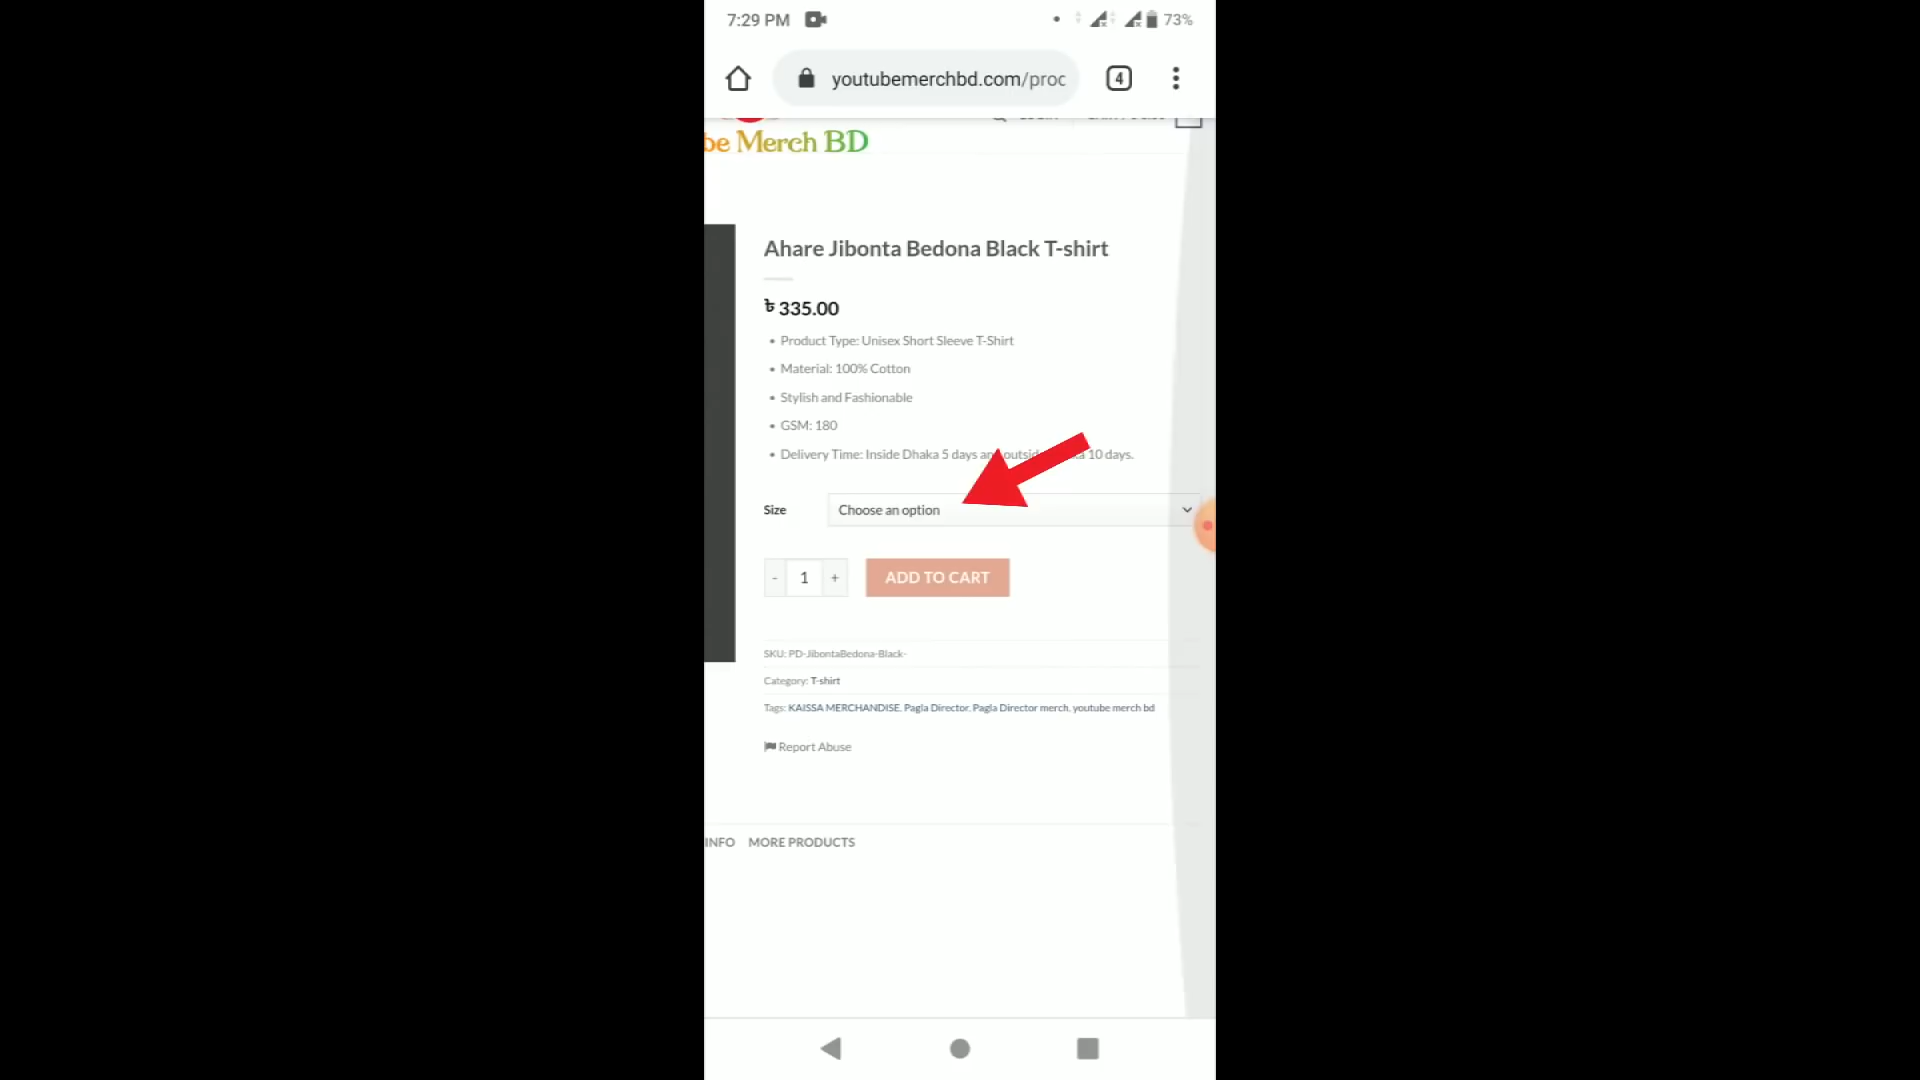 7:29 PM 73%
youtubemerchbd.com/proc 4
be Merch BD
Ahare Jibonta Bedona Black T-shirt
৳ 335.00
• Product Type: Unisex Short Sleeve T-Shirt
• Material: 100% Cotton
• Stylish and Fashionable
• GSM: 180
• Delivery Time: Inside Dhaka 5 days an outsid a 10 days.
Size Choose an option
- 1 + ADD TO CART
SKU: PD-JibontaBedona-Black-
Category: T-shirt
Tags: KAISSA MERCHANDISE, Pagla Director, Pagla Director merch, youtube merch bd
Report Abuse
INFO MORE PRODUCTS